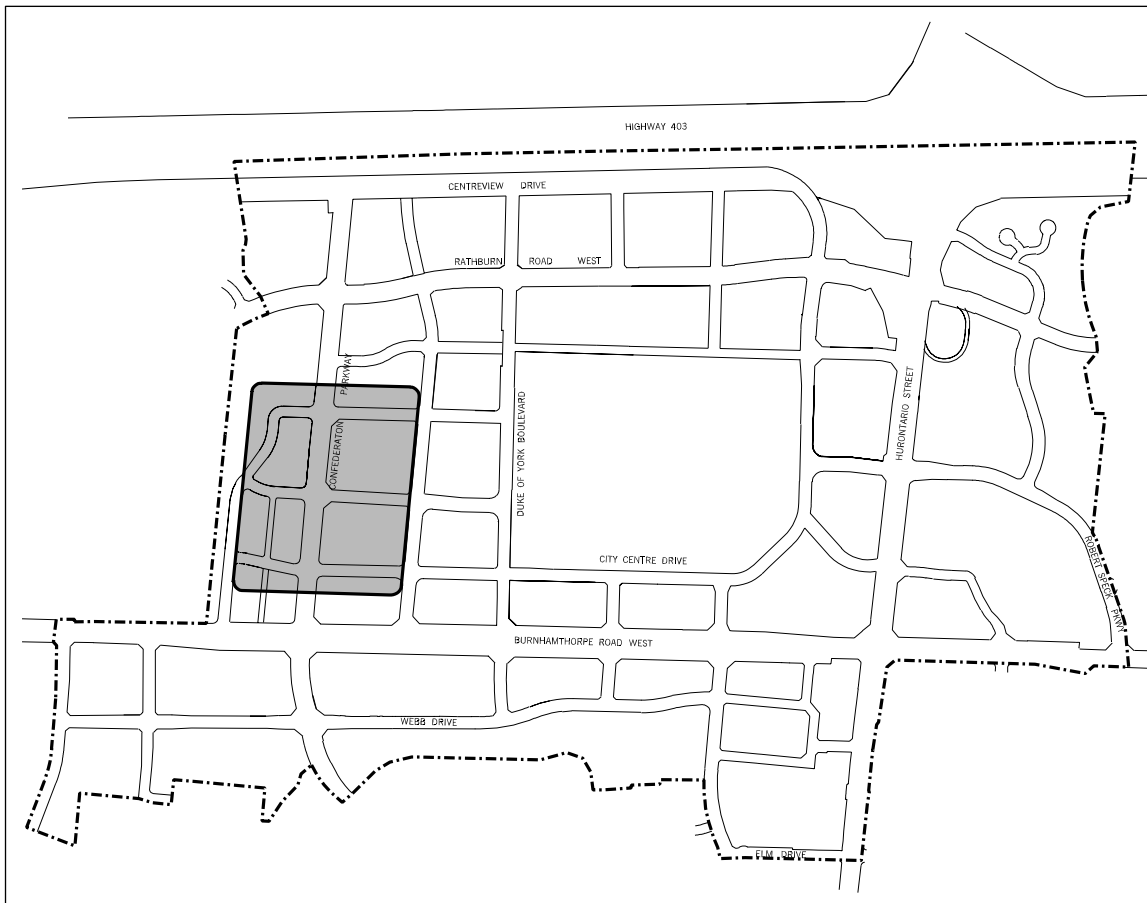 HIGHWAY 403
CENTREVIEW DRIVE
RATHBURN ROAD WEST
CONFEDERATON PARKWAY
DUKE OF YORK BOULEVARD
HURONTARIO STREET
CITY CENTRE DRIVE
ROBERT SPECK PKWY
BURNHAMTHORPE ROAD WEST
WEBB DRIVE
ELM DRIVE